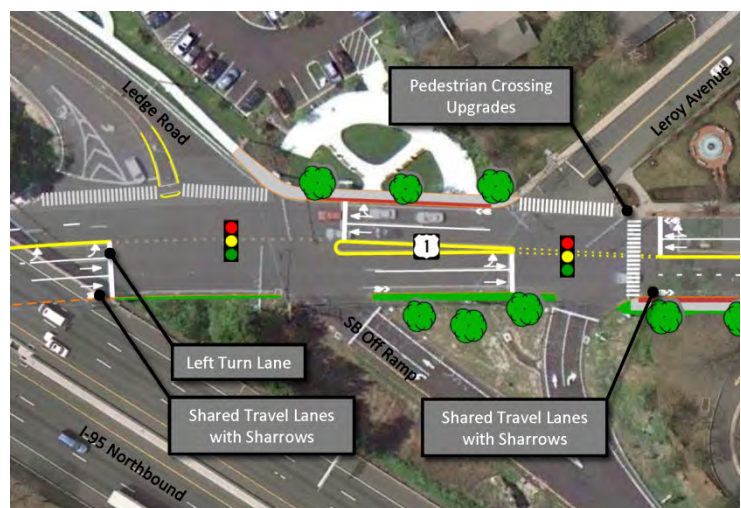 Ledge Road
Pedestrian Crossing
Upgrades
Leroy Avenue
1
Left Turn Lane
SB Off Ramp
Shared Travel Lanes
with Sharrows
Shared Travel Lanes
with Sharrows
I-95 Northbound